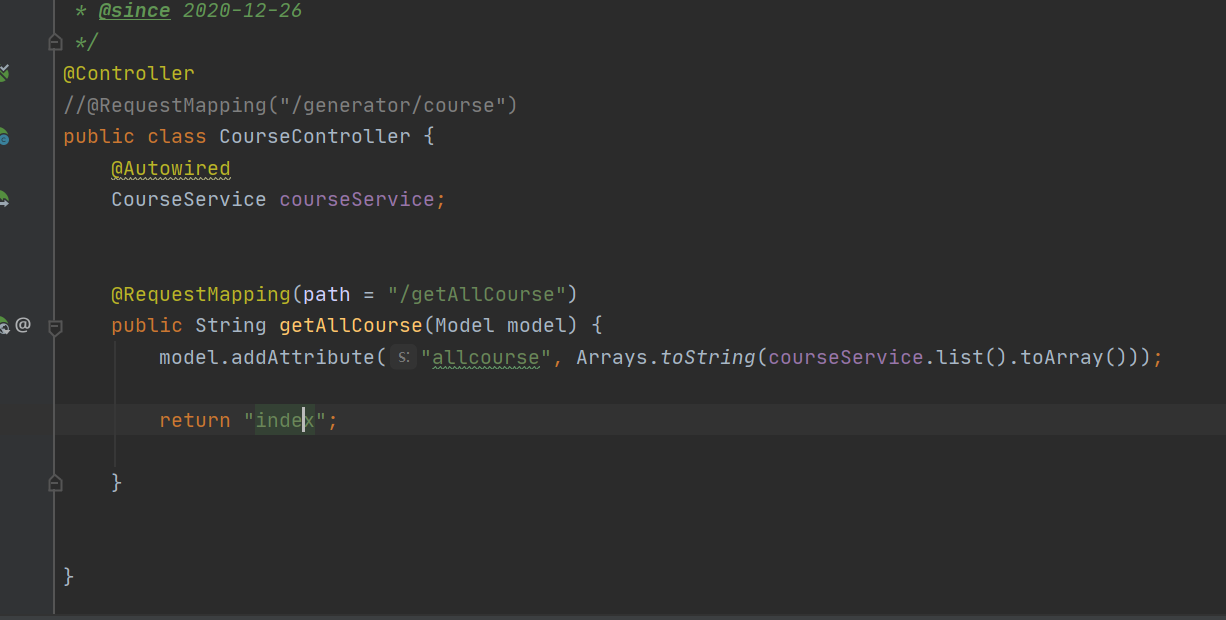 * @since 2020-12-26
*/
@Controller
//@RequestMapping("/generator/course")
public class CourseController {
@Autowired
CourseService courseService;
@RequestMapping(path = "/getAllCourse")
@ public String getAllCourse(Model model) {
model.addAttribute( s: "allcourse", Arrays.toString(courseService.list().toArray()));
return "index";
}
}